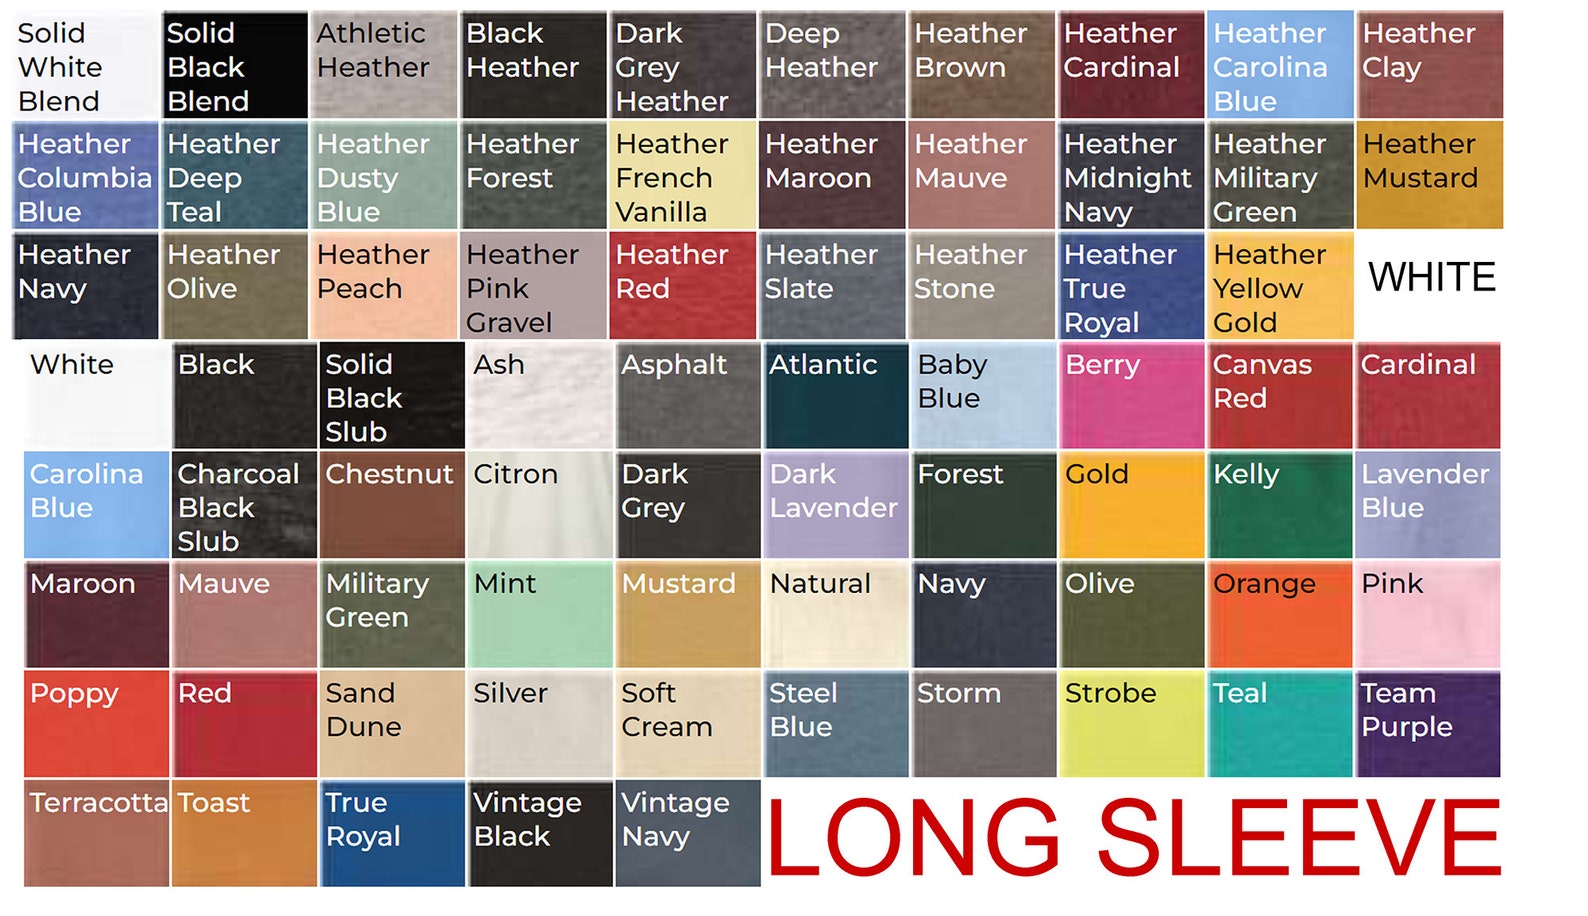 Solid
White
Blend
Solid
Black
Blend
Athletic
Heather
Black
Heather
Dark
Grey
Heather
Deep
Heather
Heather
Brown
Heather
Cardinal
Heather
Carolina
Blue
Heather
Clay
Heather
Columbia
Blue
Heather
Deep
Teal
Heather
Dusty
Blue
Heather
Forest
Heather
French
Vanilla
Heather
Maroon
Heather
Mauve
Heather
Midnight
Navy
Heather
Military
Green
Heather
Mustard
Heather
Navy
Heather
Olive
Heather
Peach
Heather
Pink
Gravel
Heather
Red
Heather
Slate
Heather
Stone
Heather
True
Royal
Heather
Yellow
Gold
WHITE
White
Black
Solid
Black
Slub
Ash
Asphalt
Atlantic
Baby
Blue
Berry
Canvas
Red
Cardinal
Carolina
Blue
Charcoal
Black
Slub
Chestnut
Citron
Dark
Grey
Dark
Lavender
Forest
Gold
Kelly
Lavender
Blue
Maroon
Mauve
Military
Green
Mint
Mustard
Natural
Navy
Olive
Orange
Pink
Poppy
Red
Sand
Dune
Silver
Soft
Cream
Steel
Blue
Storm
Strobe
Teal
Team
Purple
Terracotta
Toast
True
Royal
Vintage
Black
Vintage
Navy
LONG SLEEVE